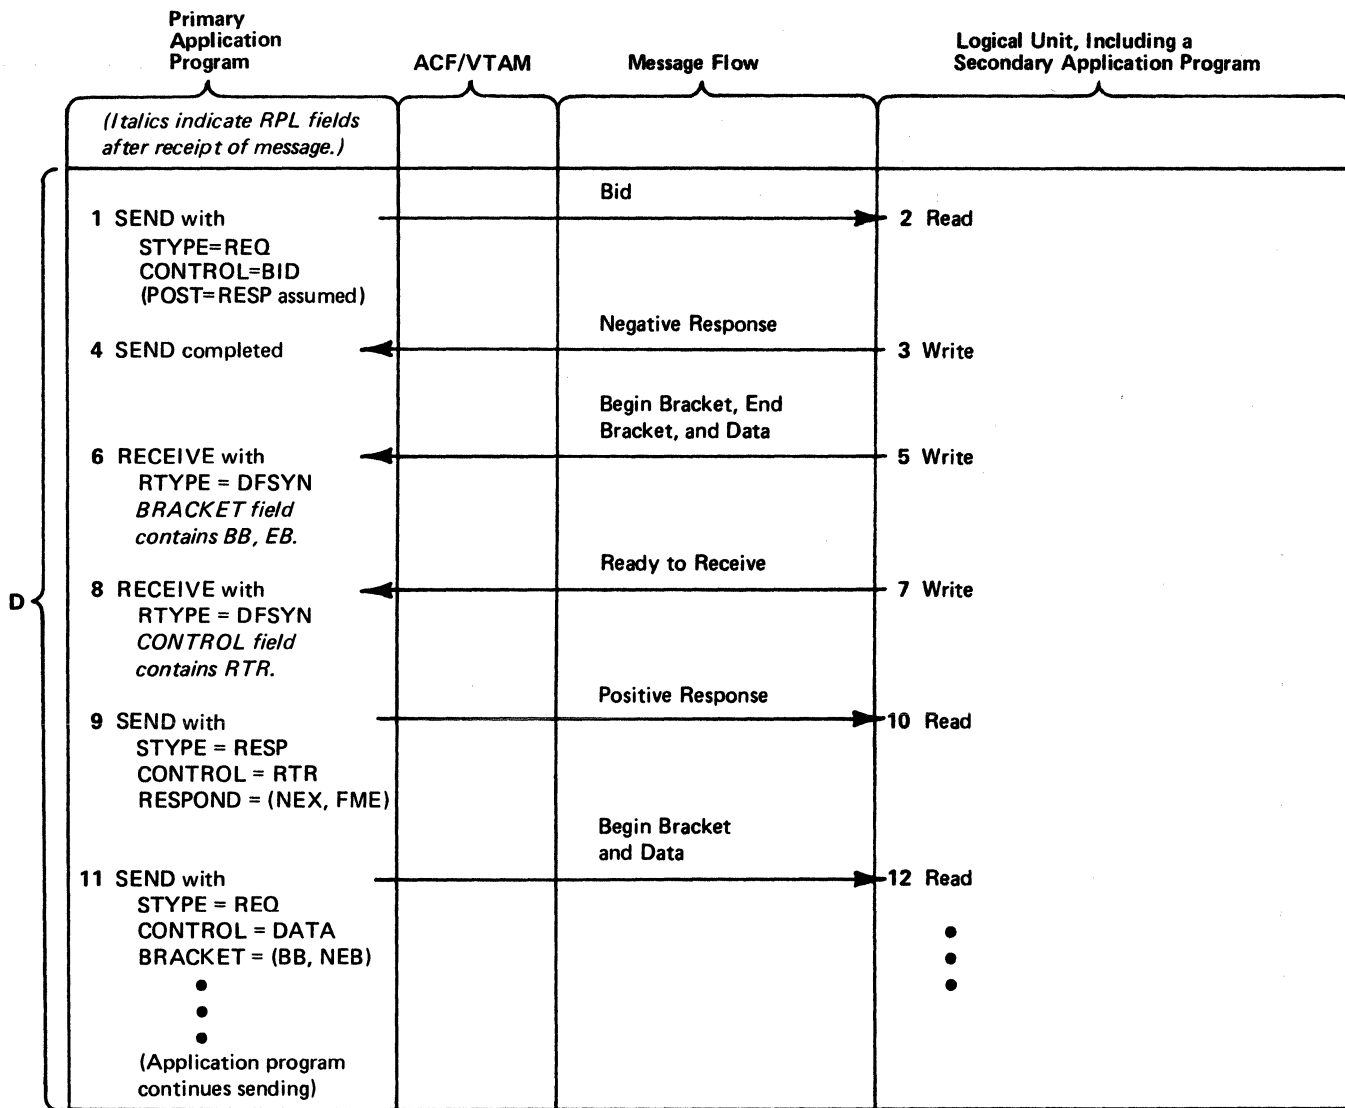 Primary
Application
Program
ACF/VTAM
Message Flow
Logical Unit, Including a
Secondary Application Program
(Italics indicate RPL fields
after receipt of message.)
D
Bid
1 SEND with
2 Read
STYPE=REQ
CONTROL=BID
(POST=RESP assumed)
Negative Response
4 SEND completed
3 Write
Begin Bracket, End
Bracket, and Data
6 RECEIVE with
5 Write
RTYPE = DFSYN
BRACKET field
contains BB, EB.
Ready to Receive
8 RECEIVE with
7 Write
RTYPE = DFSYN
CONTROL field
contains RTR.
Positive Response
9 SEND with
10 Read
STYPE = RESP
CONTROL = RTR
RESPOND = (NEX, FME)
Begin Bracket
and Data
11 SEND with
12 Read
STYPE = REQ
CONTROL = DATA
BRACKET = (BB, NEB)
(Application program
continues sending)